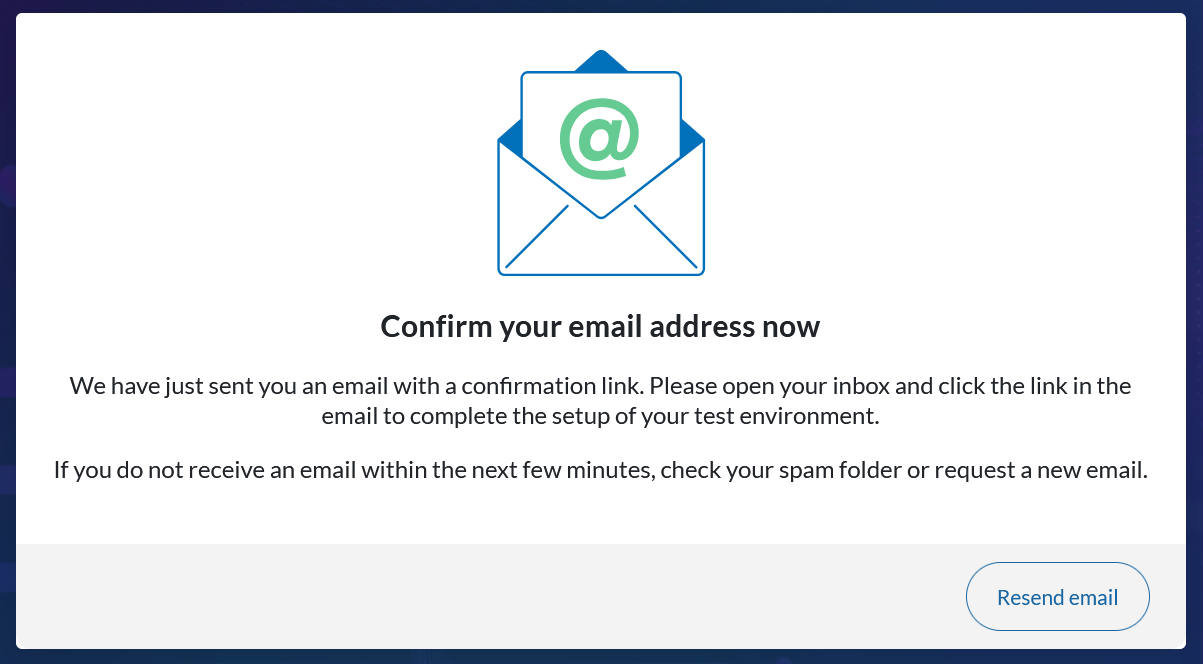 @
Confirm your email address now
We have just sent you an email with a confirmation link. Please open your inbox and click the link in the
email to complete the setup of your test environment.
If you do not receive an email within the next few minutes, check your spam folder or request a new email.
Resend email